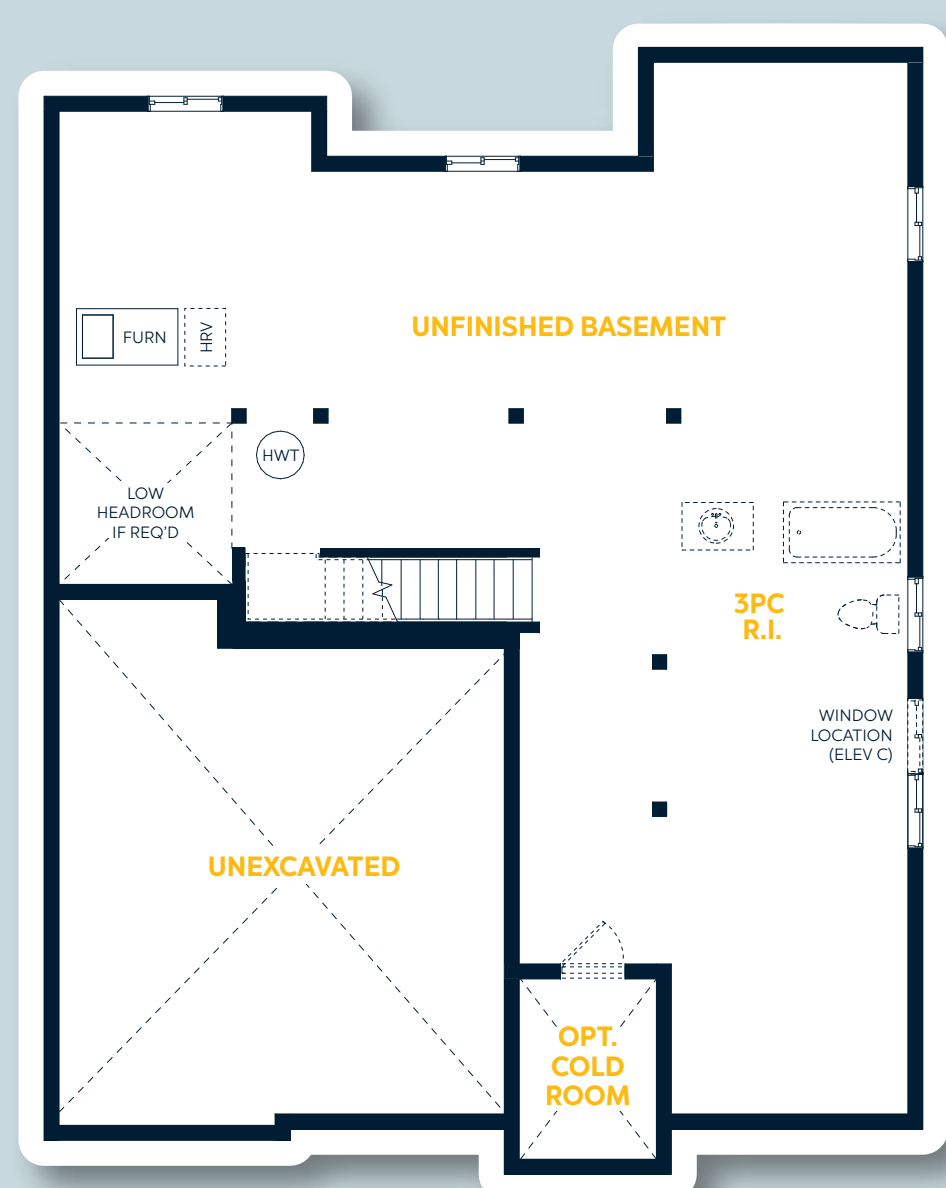 UNFINISHED BASEMENT
FURN
HRV
HWT
LOW
HEADROOM
IF REQ'D
3PC
R.I.
WINDOW
LOCATION
(ELEV C)
UNEXCAVATED
OPT.
COLD
ROOM